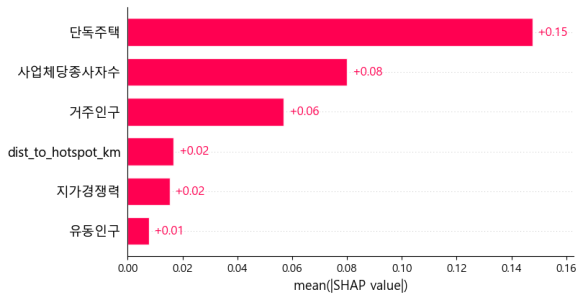 단독주택 +0.15
사업체당종사자수 +0.08
거주인구 +0.06
dist_to_hotspot_km +0.02
지가경쟁력 +0.02
유동인구 +0.01
0.00 0.02 0.04 0.06 0.08 0.10 0.12 0.14 0.16
mean(|SHAP value|)